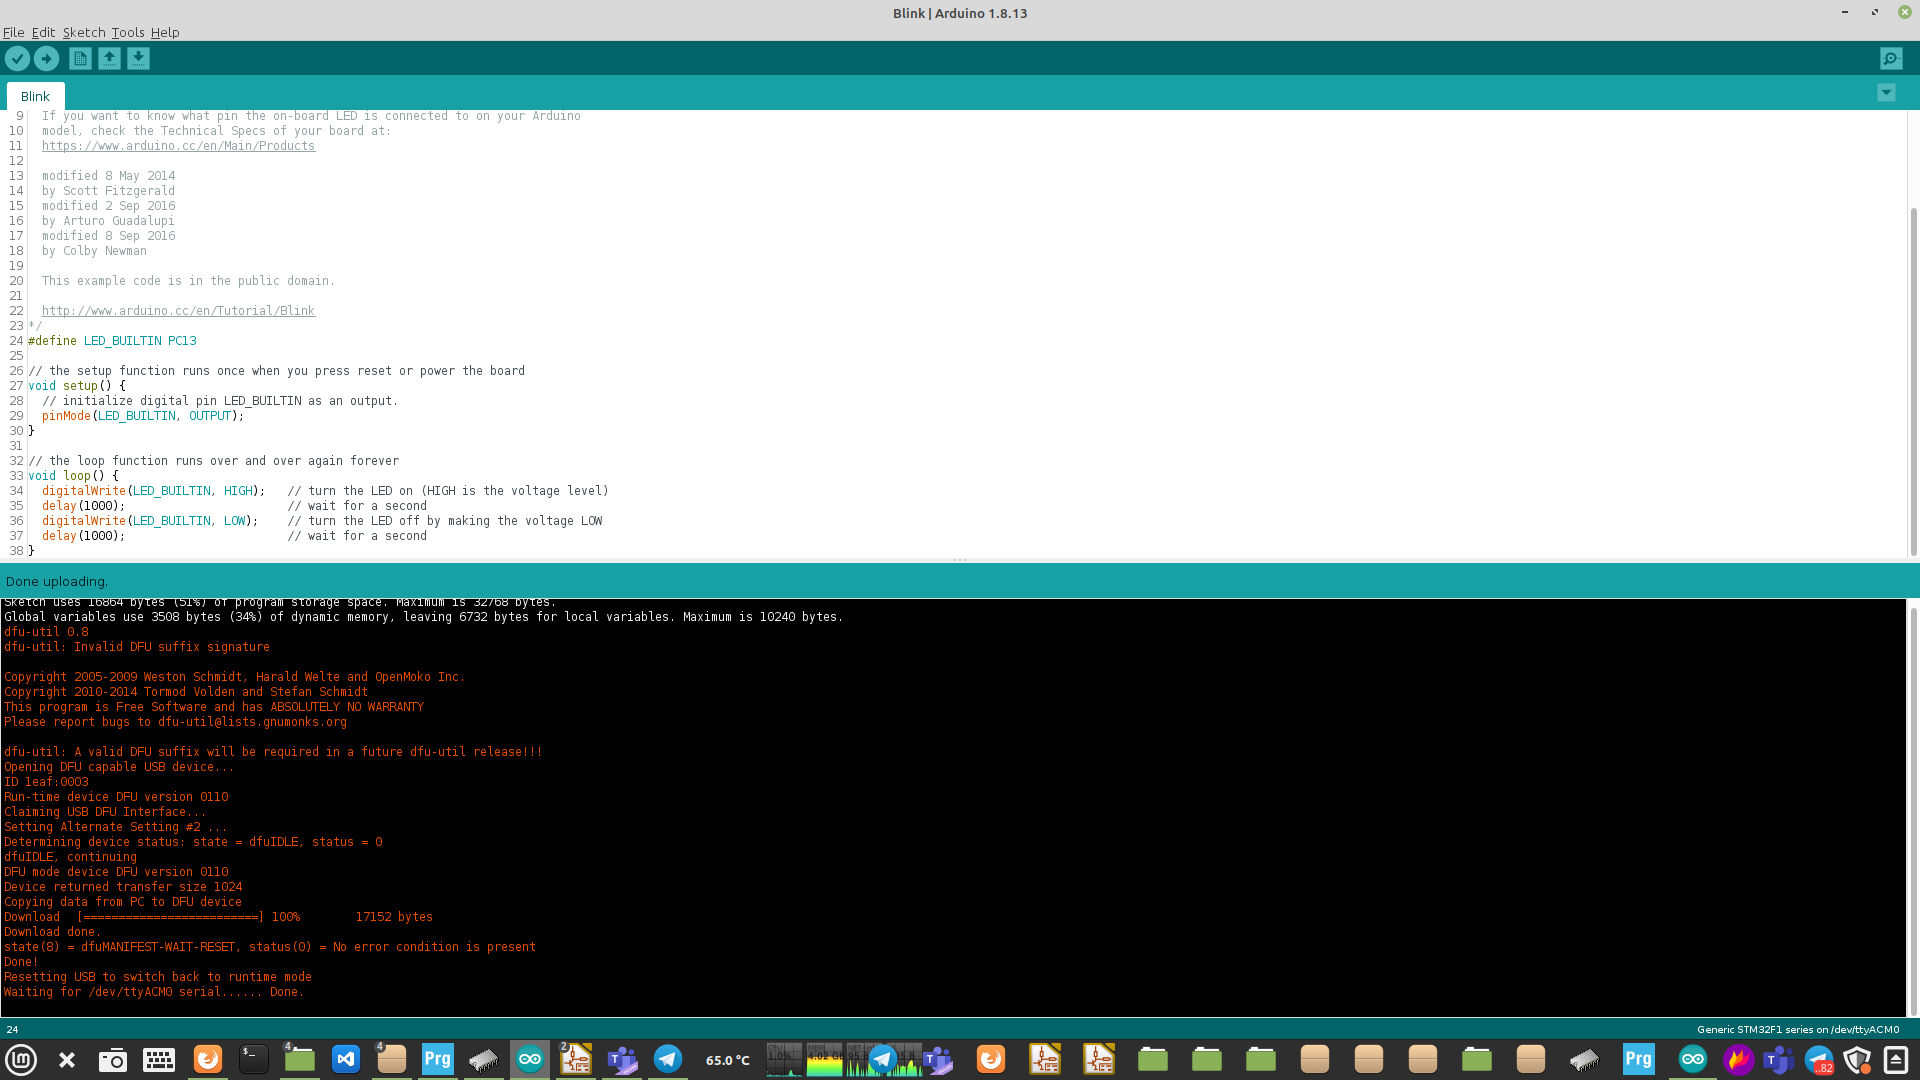 Blink | Arduino 1.8.13
File Edit Sketch Tools Help
Blink
9 If you want to know what pin the on-board LED is connected to on your Arduino
10 model, check the Technical Specs of your board at:
11 https://www.arduino.cc/en/Main/Products
12
13 modified 8 May 2014
14 by Scott Fitzgerald
15 modified 2 Sep 2016
16 by Arturo Guadalupi
17 modified 8 Sep 2016
18 by Colby Newman
19
20 This example code is in the public domain.
21
22 http://www.arduino.cc/en/Tutorial/Blink
23 */
24 #define LED_BUILTIN PC13
25
26 // the setup function runs once when you press reset or power the board
27 void setup() {
28 // initialize digital pin LED_BUILTIN as an output.
29 pinMode(LED_BUILTIN, OUTPUT);
30 }
31
32 // the loop function runs over and over again forever
33 void loop() {
34 digitalWrite(LED_BUILTIN, HIGH); // turn the LED on (HIGH is the voltage level)
35 delay(1000); // wait for a second
36 digitalWrite(LED_BUILTIN, LOW); // turn the LED off by making the voltage LOW
37 delay(1000); // wait for a second
38 }
Done uploading.
Sketch uses 16864 bytes (51%) of program storage space. Maximum is 32768 bytes.
Global variables use 3508 bytes (34%) of dynamic memory, leaving 6732 bytes for local variables. Maximum is 10240 bytes.
dfu-util 0.8
dfu-util: Invalid DFU suffix signature
Copyright 2005-2009 Weston Schmidt, Harald Welte and OpenMoko Inc.
Copyright 2010-2014 Tormod Volden and Stefan Schmidt
This program is Free Software and has ABSOLUTELY NO WARRANTY
Please report bugs to dfu-util@lists.gnumonks.org
dfu-util: A valid DFU suffix will be required in a future dfu-util release!!!
Opening DFU capable USB device...
ID 1eaf:0003
Run-time device DFU version 0110
Claiming USB DFU Interface...
Setting Alternate Setting #2 ...
Determining device status: state = dfuIDLE, status = 0
dfuIDLE, continuing
DFU mode device DFU version 0110
Device returned transfer size 1024
Copying data from PC to DFU device
Download [=========================] 100% 17152 bytes
Download done.
state(8) = dfuMANIFEST-WAIT-RESET, status(0) = No error condition is present
Done!
Resetting USB to switch back to runtime mode
Waiting for /dev/ttyACM0 serial...... Done.
24 Generic STM32F1 series on /dev/ttyACM0
4 4 Prg 2 65.0 °C CPU 1.0% MEM 4.02 G Prg ..82